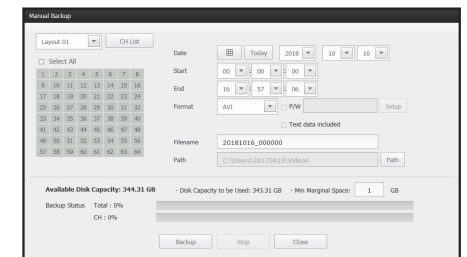 Manual Backup
Layout 01 CH List
Select All
1 2 3 4 5 6 7 8
9 10 11 12 13 14 15 16
17 18 19 20 21 22 23 24
25 26 27 28 29 30 31 32
33 34 35 36 37 38 39 40
41 42 43 44 45 46 47 48
49 50 51 52 53 54 55 56
57 58 59 60 61 62 63 64
Date Today 2018 10 16
Start 00 : 00 : 00
End 16 : 57 : 06
Format AVI P/W Setup
Text data included
Filename 20181016_000000
Path C:\Users\20170619\Videos Path
Available Disk Capacity: 344.31 GB - Disk Capacity to be Used: 343.31 GB - Min Marginal Space: 1 GB
Backup Status Total : 0%
CH : 0%
Backup Stop Close